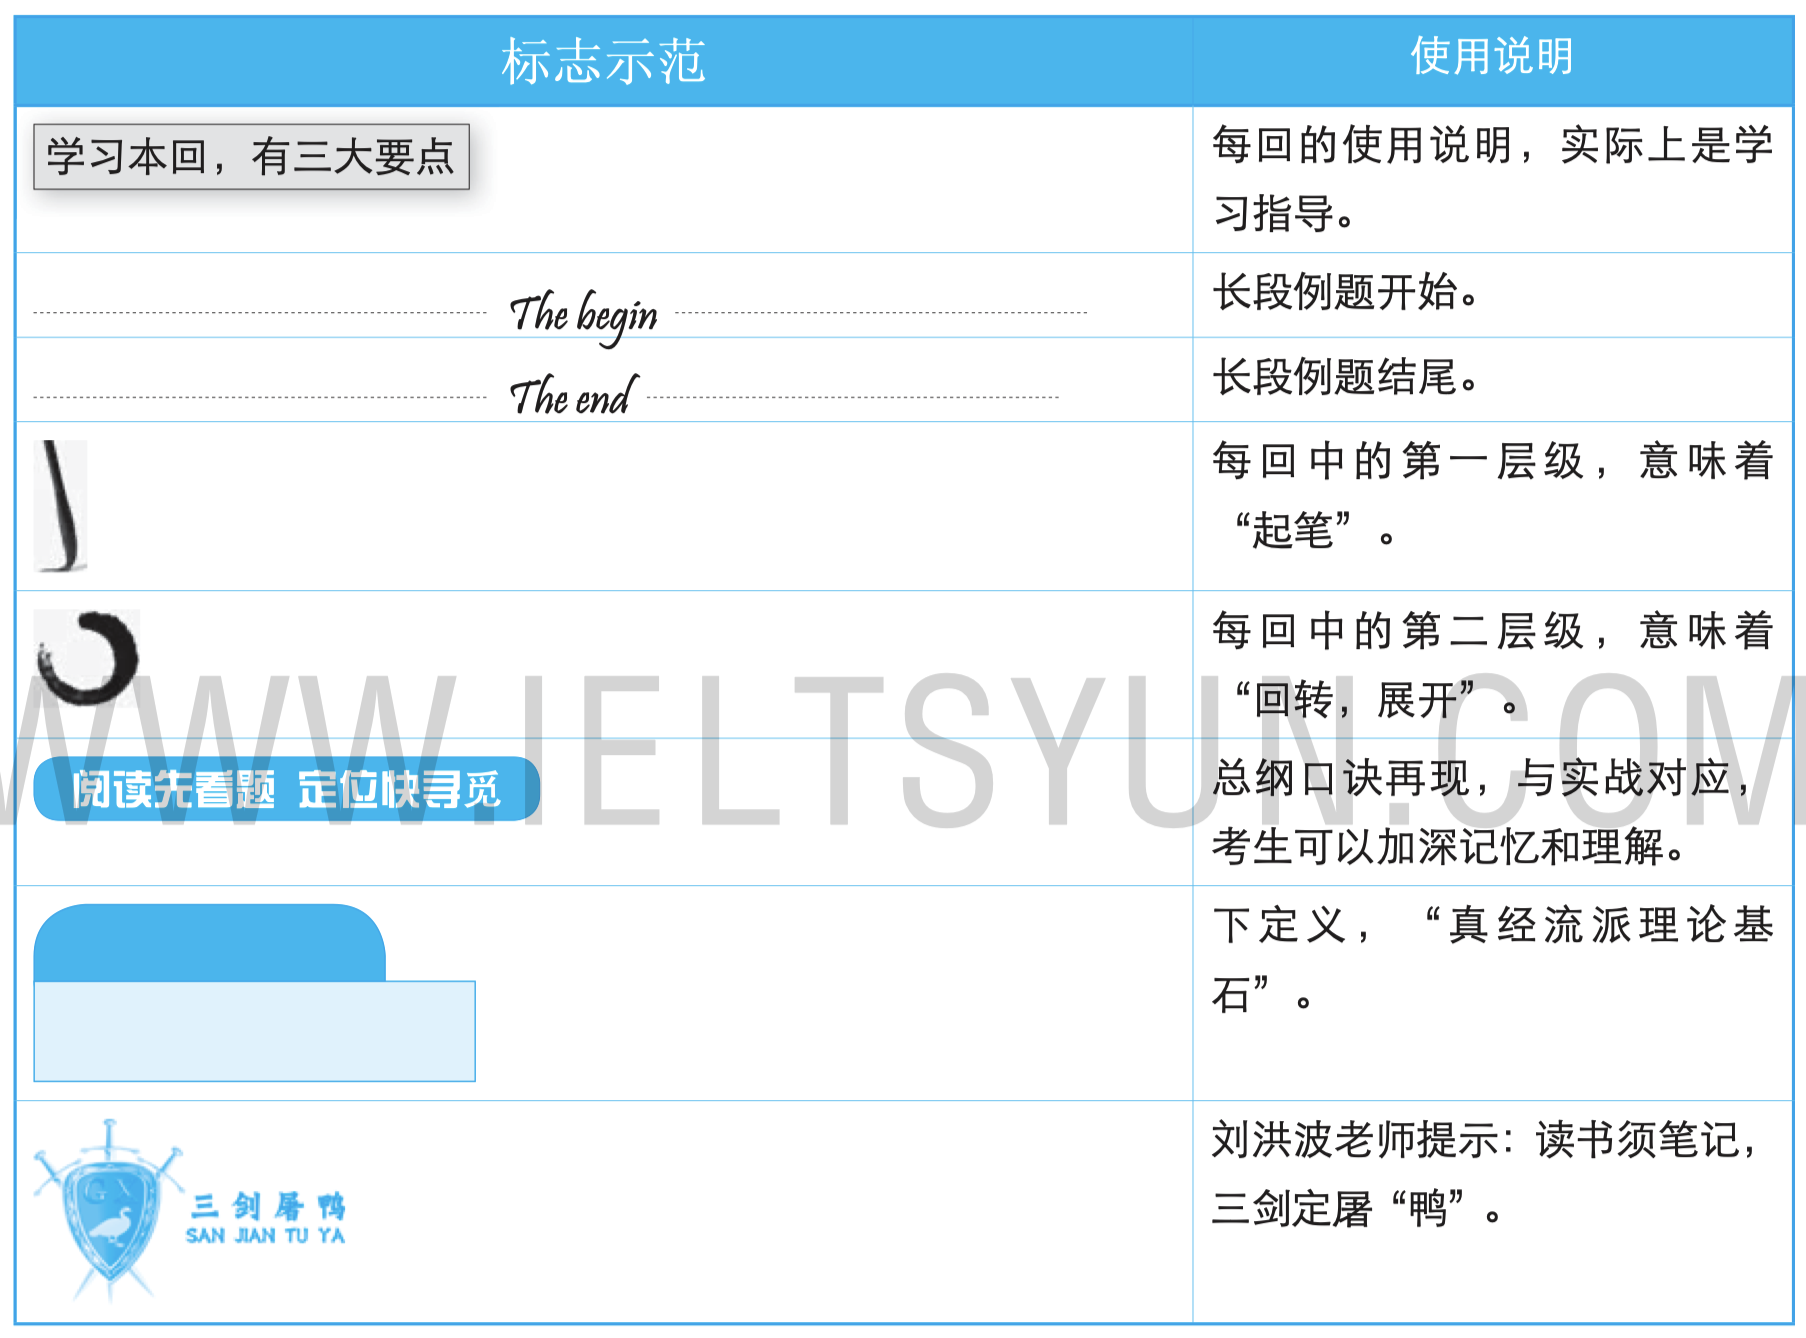 标志示范
使用说明
学习本回，有三大要点
每回的使用说明，实际上是学
习指导。
The begin
长段例题开始。
The end
长段例题结尾。
每回中的第一层级，意味着
“起笔”。
每回中的第二层级，意味着
“回转，展开”。
WWW.IELTSYUN.COM
阅读先看题 定位快寻觅
总纲口诀再现，与实战对应，
考生可以加深记忆和理解。
下定义，“真经流派理论基
石”。
G X
三剑屠鸭
SAN JIAN TU YA
刘洪波老师提示：读书须笔记，
三剑定屠“鸭”。